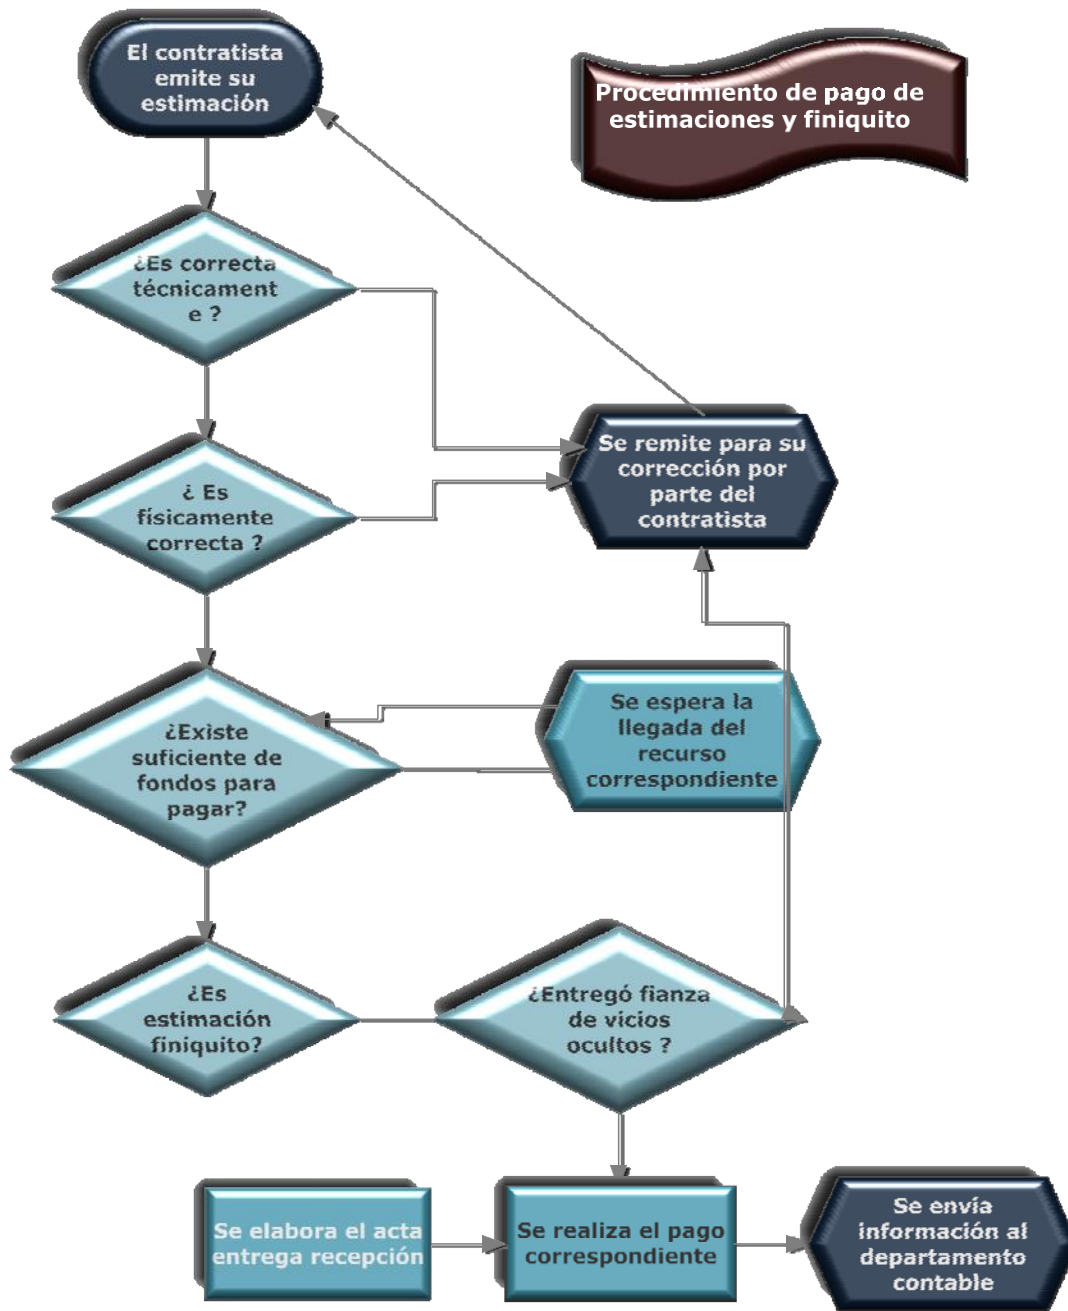 El contratista
emite su
estimación
Procedimiento de pago de
estimaciones y finiquito
¿Es correcta
técnicament
e ?
Se remite para su
corrección por
parte del
contratista
¿ Es
físicamente
correcta ?
Se espera la
llegada del
recurso
correspondiente
¿Existe
suficiente de
fondos para
pagar?
¿Es
estimación
finiquito?
¿Entregó fianza
de vicios
ocultos ?
Se elabora el acta
entrega recepción
Se realiza el pago
correspondiente
Se envía
información al
departamento
contable